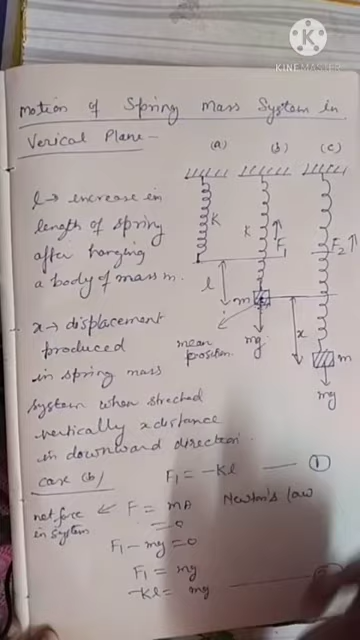 KINEMASTER
Motion of Spring Mass System in
Verical Plane -
(a) (b) (c)
l → increase in
length of spring
after hanging
a body of mass m.
K K F1 F2
l m
mg
mean
position
x
m
mg
x → displacement
produced
in spring mass
system when streched
vertically x distance
in downward direction.
case (b)
F1 = -Kl — ①
net force ← F = ma Newton's law
in system = 0
F1 - mg = 0
F1 = mg
-Kl = mg —